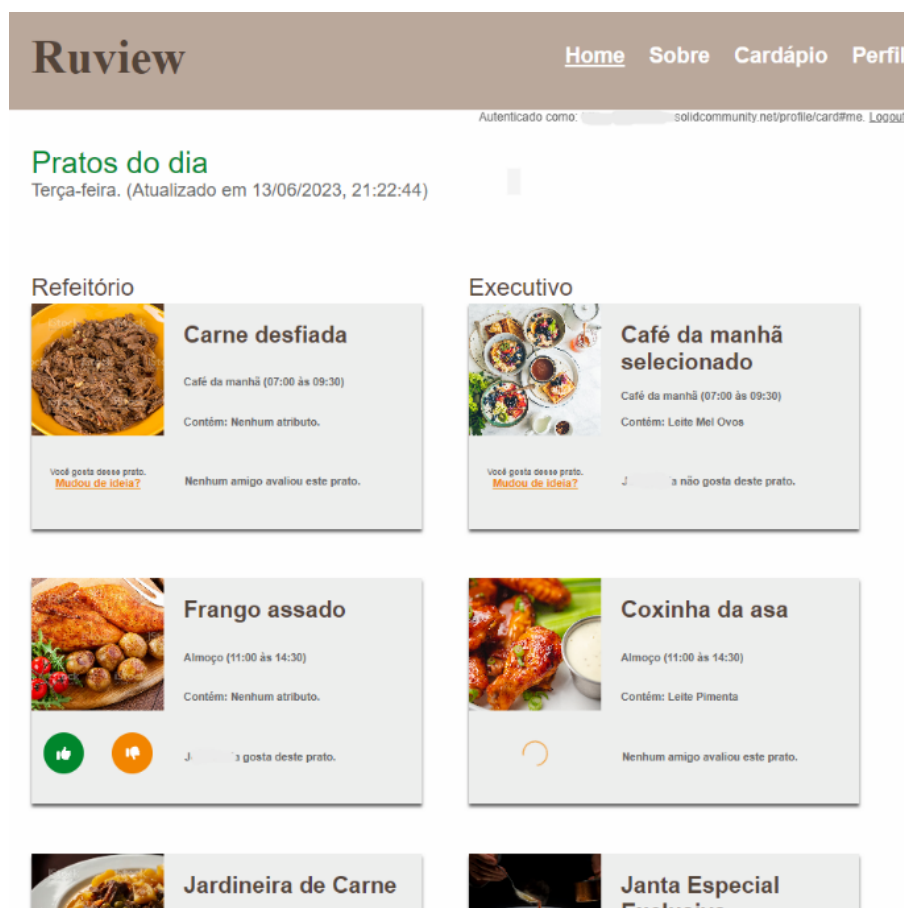 Ruview
Home Sobre Cardápio Perfil
Autenticado como: solidcommunity.net/profile/card#me. Logout
Pratos do dia
Terça-feira. (Atualizado em 13/06/2023, 21:22:44)
Refeitório
Carne desfiada
Café da manhã (07:00 às 09:30)
Contém: Nenhum atributo.
Você gosta desse prato.
Mudou de ideia?
Nenhum amigo avaliou este prato.
Executivo
Café da manhã
selecionado
Café da manhã (07:00 às 09:30)
Contém: Leite Mel Ovos
Você gosta desse prato.
Mudou de ideia?
J a não gosta deste prato.
Frango assado
Almoço (11:00 às 14:30)
Contém: Nenhum atributo.
J gosta deste prato.
Coxinha da asa
Almoço (11:00 às 14:30)
Contém: Leite Pimenta
Nenhum amigo avaliou este prato.
Jardineira de Carne
Janta Especial